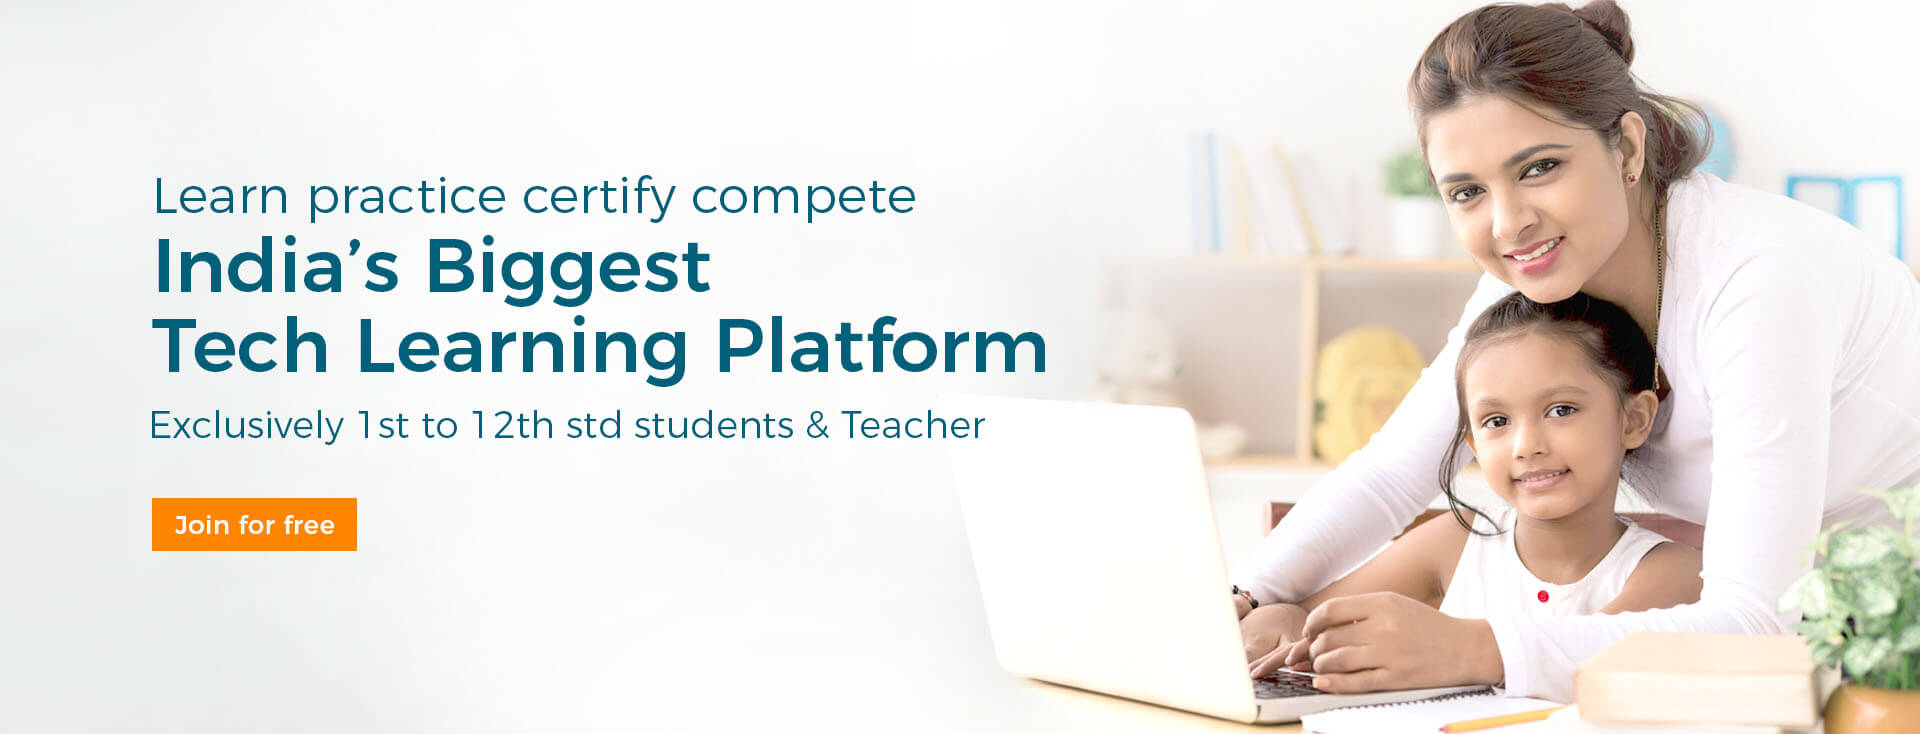 Learn practice certify compete
India’s Biggest
Tech Learning Platform
Exclusively 1st to 12th std students & Teacher
Join for free